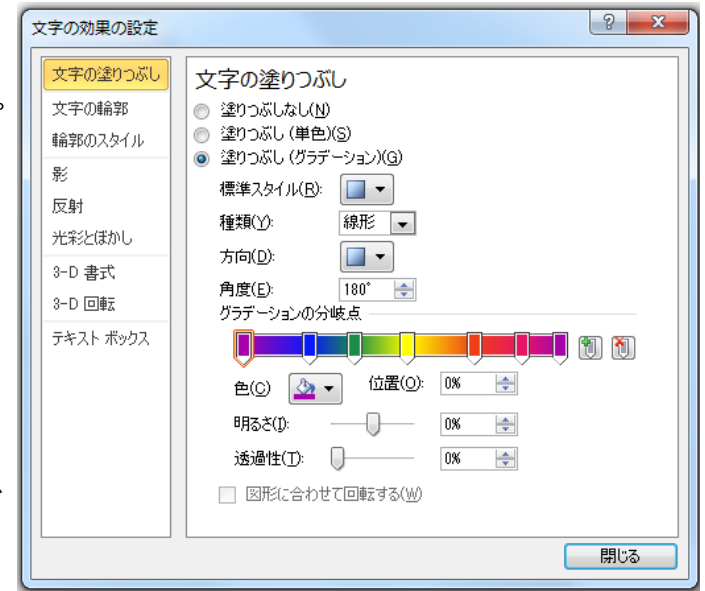 文字の効果の設定
文字の塗りつぶし
文字の輪郭
輪郭のスタイル
影
反射
光彩とぼかし
3-D 書式
3-D 回転
テキスト ボックス
文字の塗りつぶし
塗りつぶしなし(N)
塗りつぶし (単色)(S)
塗りつぶし (グラデーション)(G)
標準スタイル(R):
種類(Y): 線形
方向(D):
角度(E): 180°
グラデーションの分岐点
色(C) 位置(O): 0%
明るさ(I): 0%
透過性(T): 0%
図形に合わせて回転する(W)
閉じる